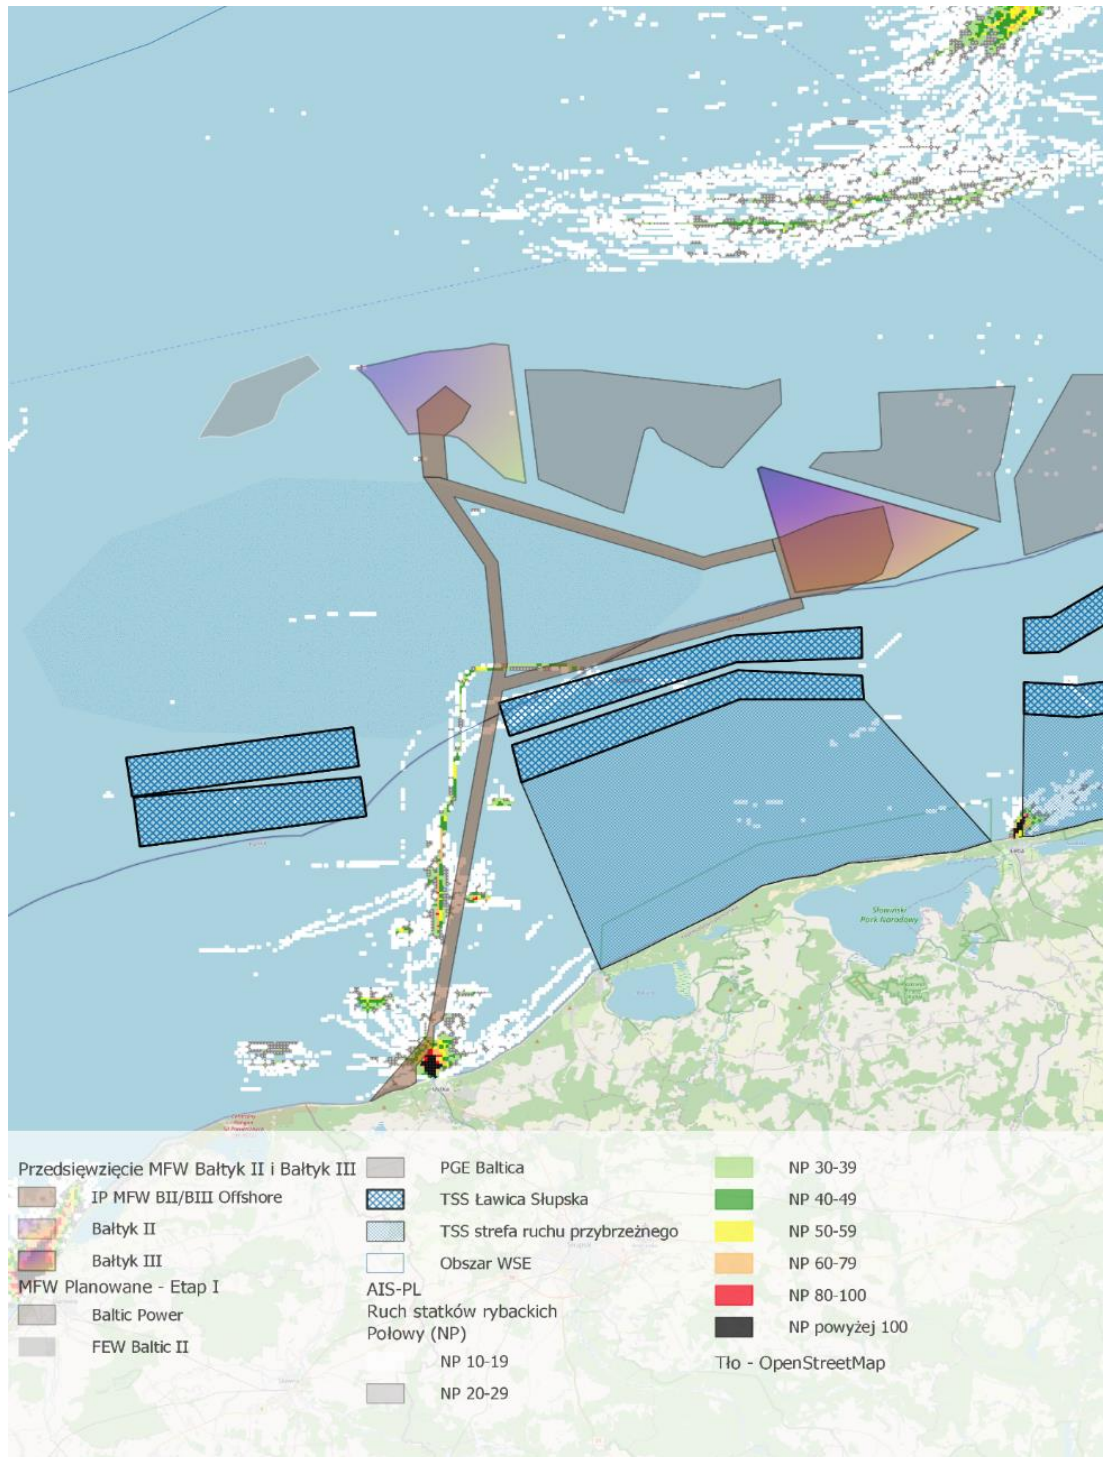 Słowiński
Park Narodowy
Łeba
Ustka
Przedsięwzięcie MFW Bałtyk II i Bałtyk III
IP MFW BII/BIII Offshore
Bałtyk II
Bałtyk III
MFW Planowane - Etap I
Baltic Power
FEW Baltic II
PGE Baltica
TSS Ławica Słupska
TSS strefa ruchu przybrzeżnego
Obszar WSE
AIS-PL
Ruch statków rybackich
Połowy (NP)
NP 10-19
NP 20-29
NP 30-39
NP 40-49
NP 50-59
NP 60-79
NP 80-100
NP powyżej 100
Tło - OpenStreetMap